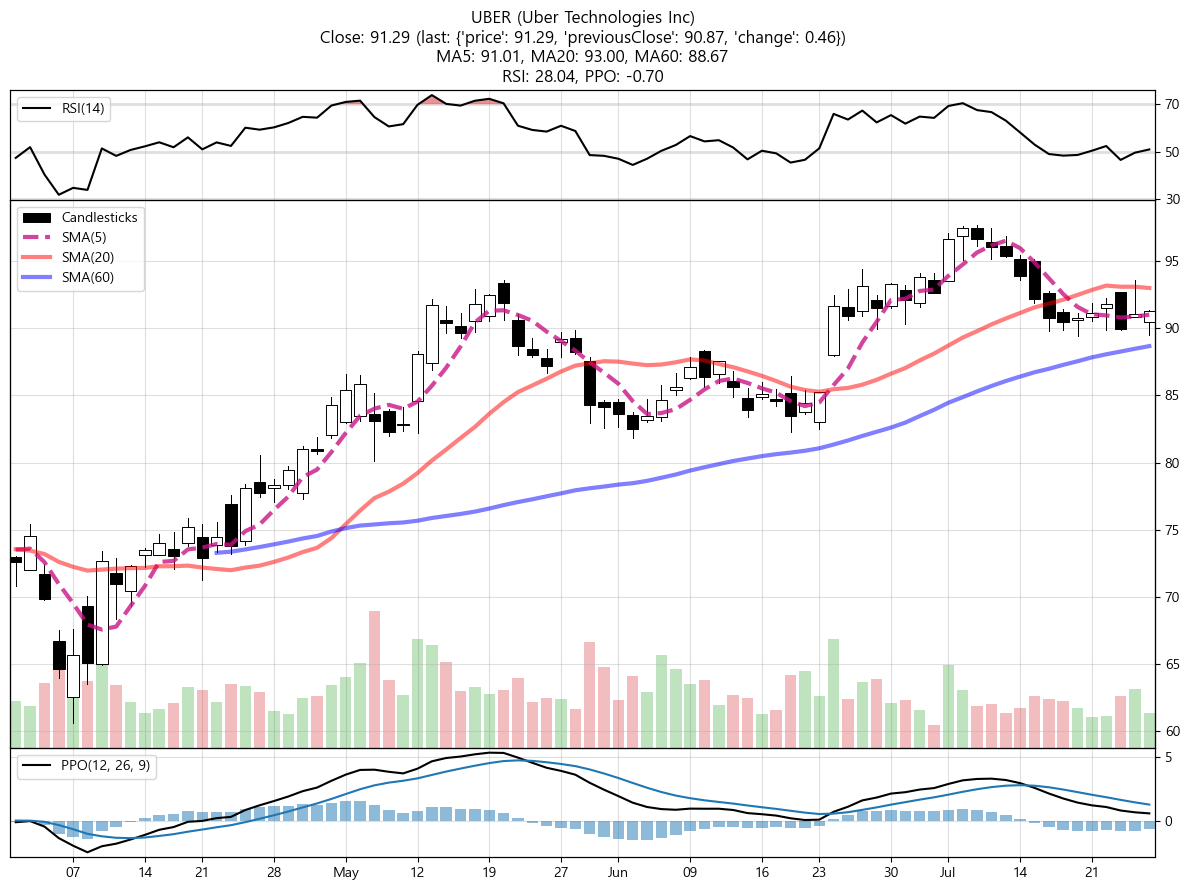 UBER (Uber Technologies Inc)
Close: 91.29 (last: {'price': 91.29, 'previousClose': 90.87, 'change': 0.46})
MA5: 91.01, MA20: 93.00, MA60: 88.67
RSI: 28.04, PPO: -0.70
RSI(14)
70
50
30
Candlesticks
SMA(5)
SMA(20)
SMA(60)
95
90
85
80
75
70
65
60
PPO(12, 26, 9)
5
0
07 14 21 28 May 12 19 27 Jun 09 16 23 30 Jul 14 21